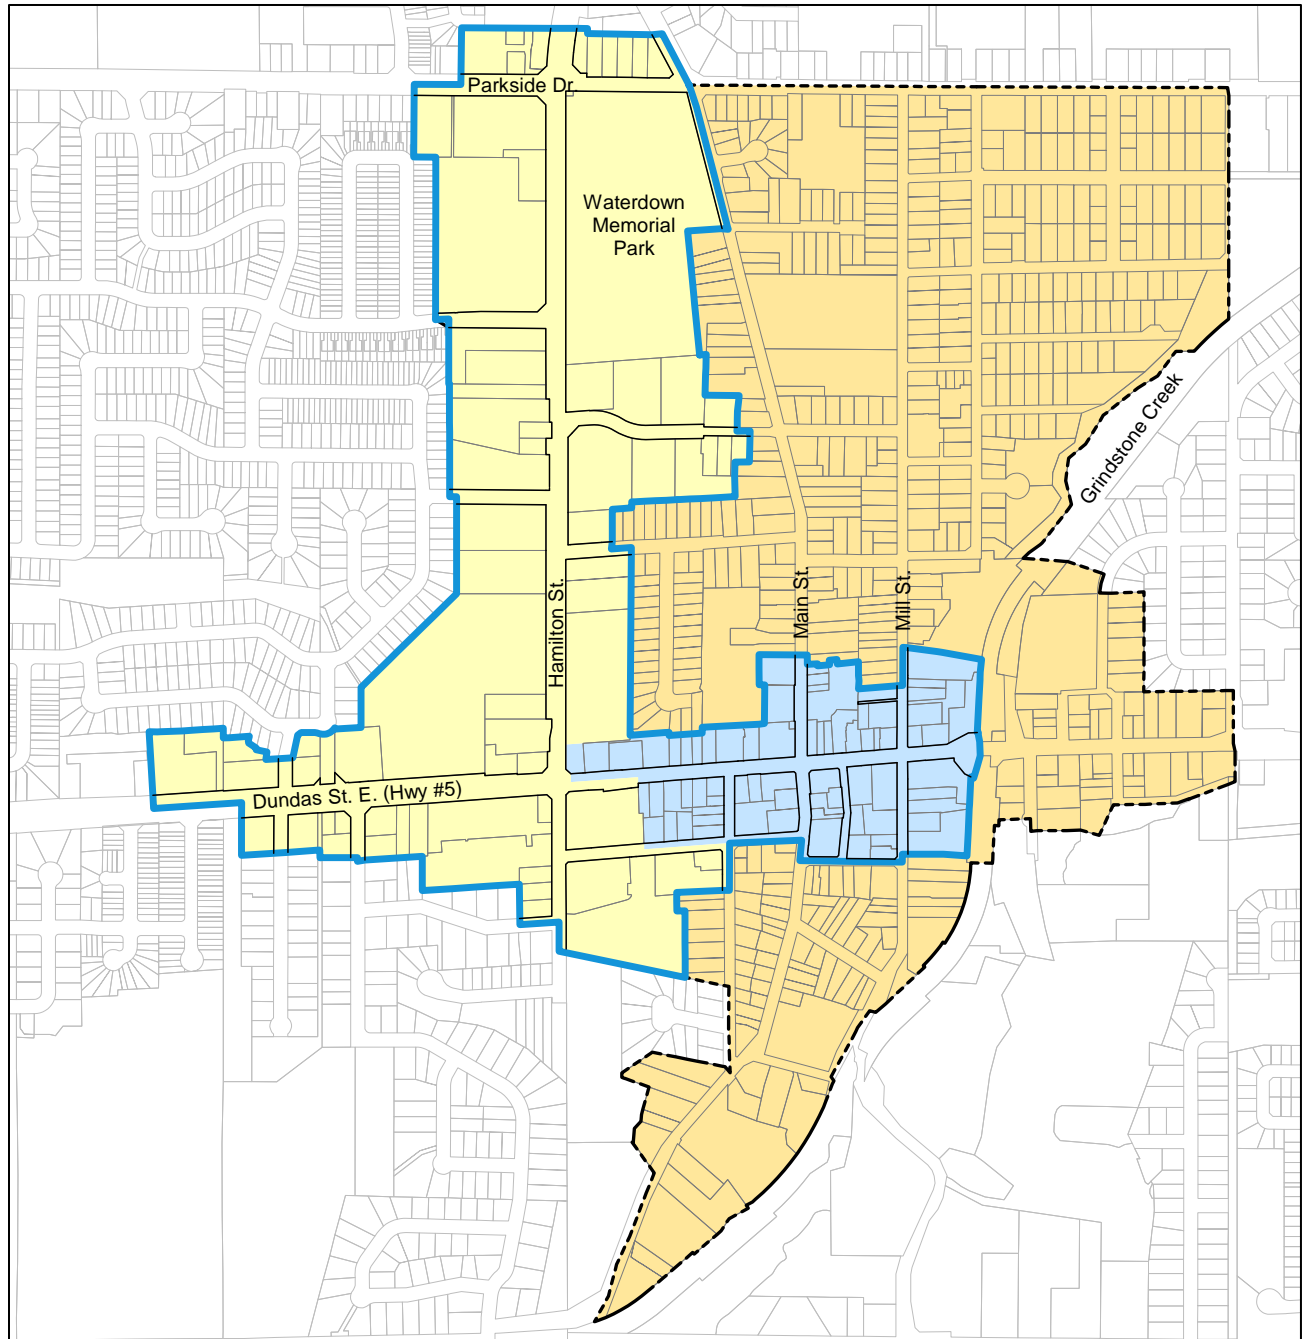 Parkside Dr.
Waterdown
Memorial
Park
Grindstone Creek
Hamilton St.
Main St.
Mill St.
Dundas St. E. (Hwy #5)